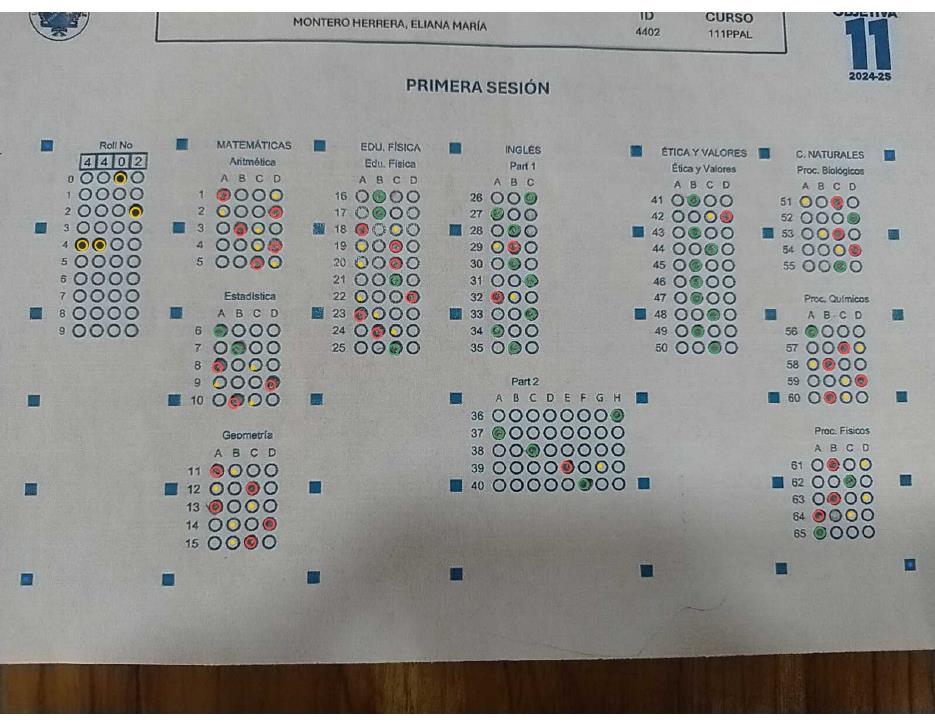 OBJETIVA
ID CURSO
MONTERO HERRERA, ELIANA MARÍA 4402 111PPAL
11
2024-25
PRIMERA SESIÓN
Roll No
4 4 0 2
0
1
2
3
4
5
6
7
8
9
MATEMÁTICAS
Aritmética
A B C D
1
2
3
4
5
Estadística
A B C D
6
7
8
9
10
Geometría
A B C D
11
12
13
14
15
EDU. FÍSICA
Edu. Física
A B C D
16
17
18
19
20
21
22
23
24
25
INGLÉS
Part 1
A B C
26
27
28
29
30
31
32
33
34
35
Part 2
A B C D E F G H
36
37
38
39
40
ÉTICA Y VALORES
Ética y Valores
A B C D
41
42
43
44
45
46
47
48
49
50
C. NATURALES
Proc. Biológicos
A B C D
51
52
53
54
55
Proc. Químicos
A B C D
56
57
58
59
60
Proc. Físicos
A B C D
61
62
63
64
65